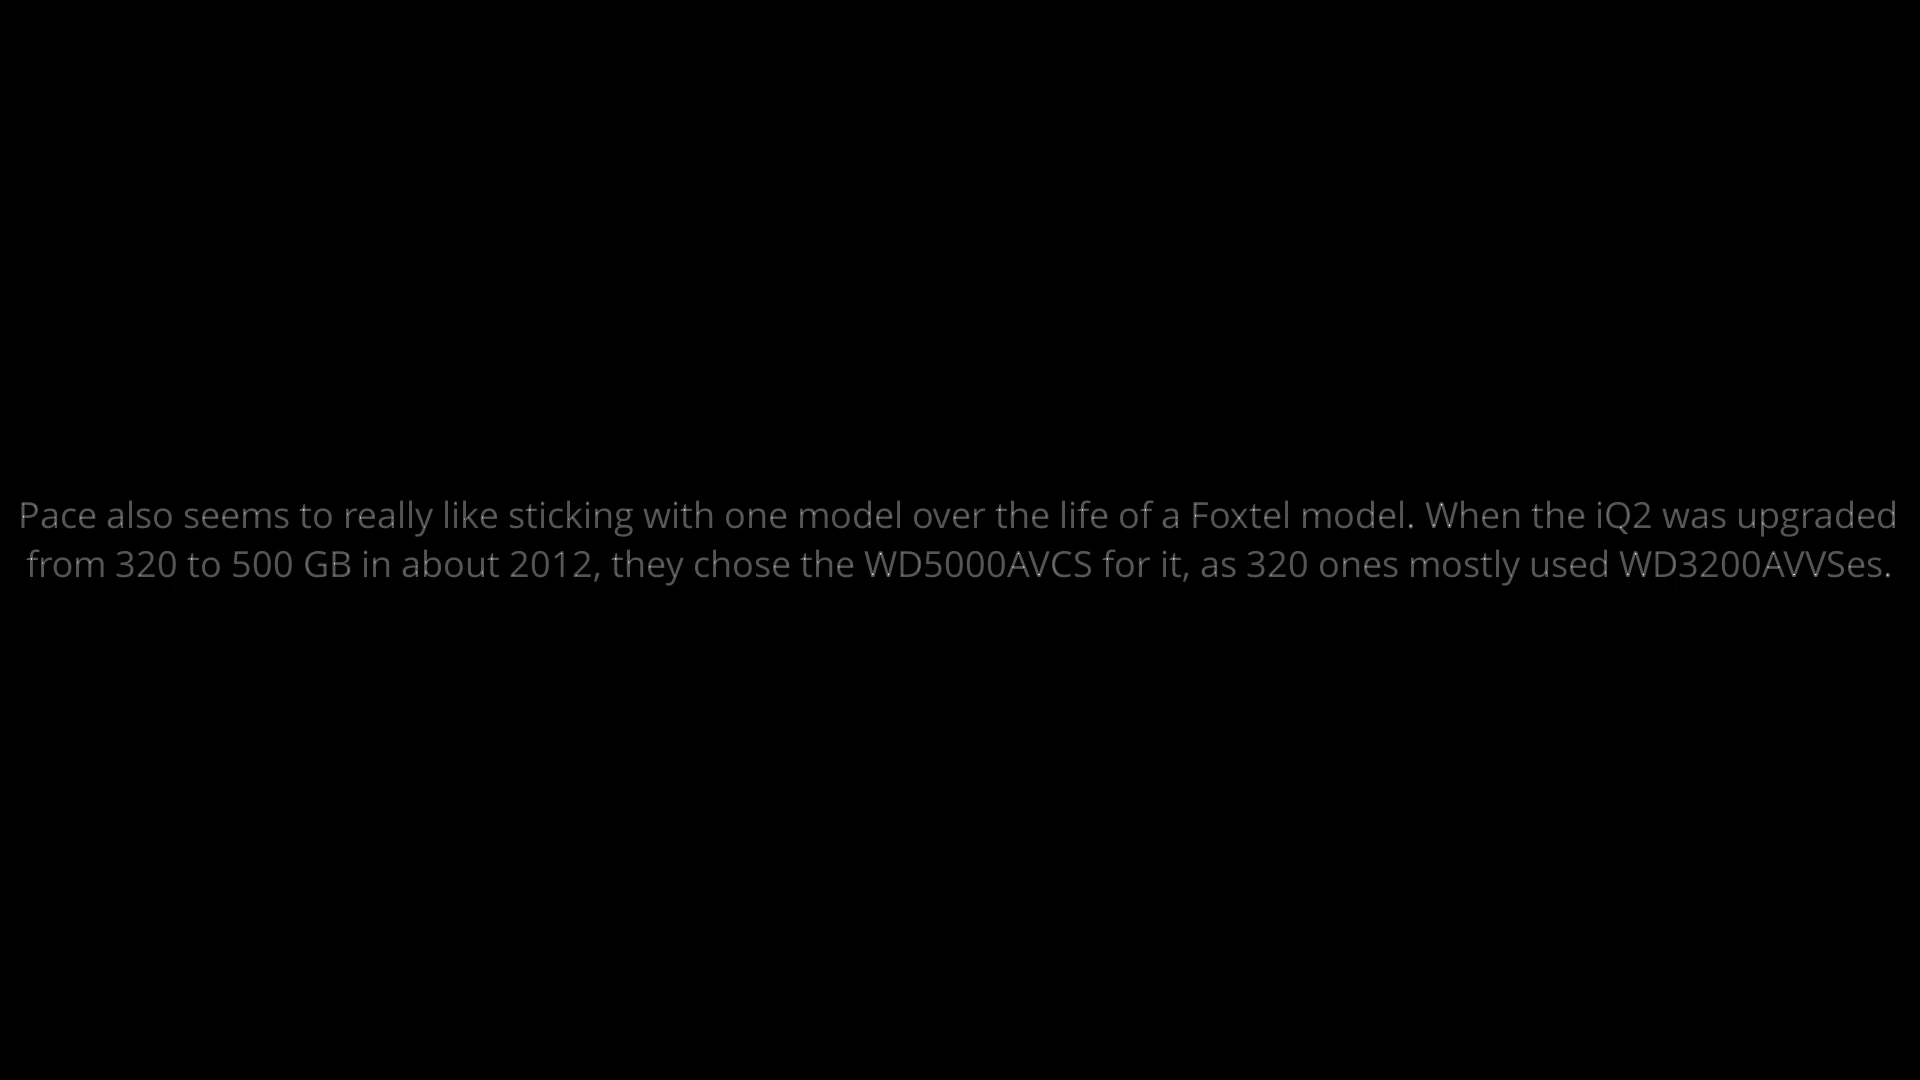 Pace also seems to really like sticking with one model over the life of a Foxtel model. When the iQ2 was upgraded
from 320 to 500 GB in about 2012, they chose the WD5000AVCS for it, as 320 ones mostly used WD3200AVVSes.